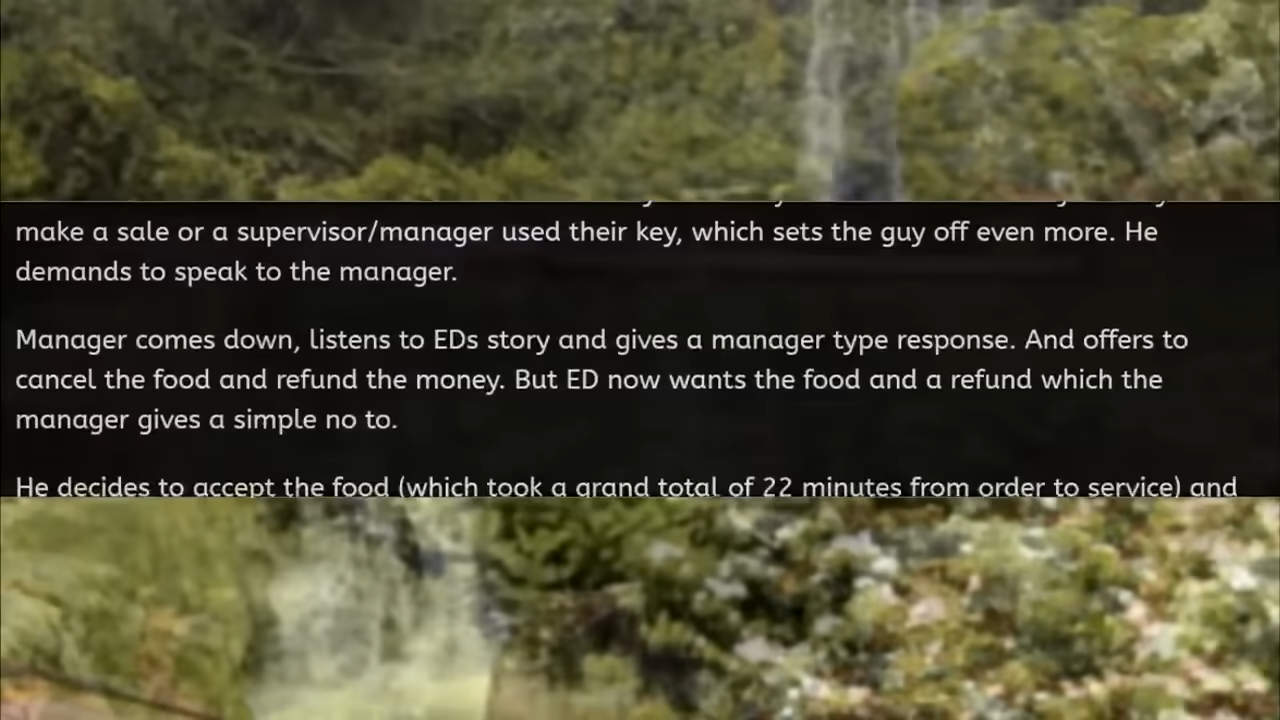 make a sale or a supervisor/manager used their key, which sets the guy off even more. He
demands to speak to the manager.
Manager comes down, listens to EDs story and gives a manager type response. And offers to
cancel the food and refund the money. But ED now wants the food and a refund which the
manager gives a simple no to.
He decides to accept the food (which took a grand total of 22 minutes from order to service) and